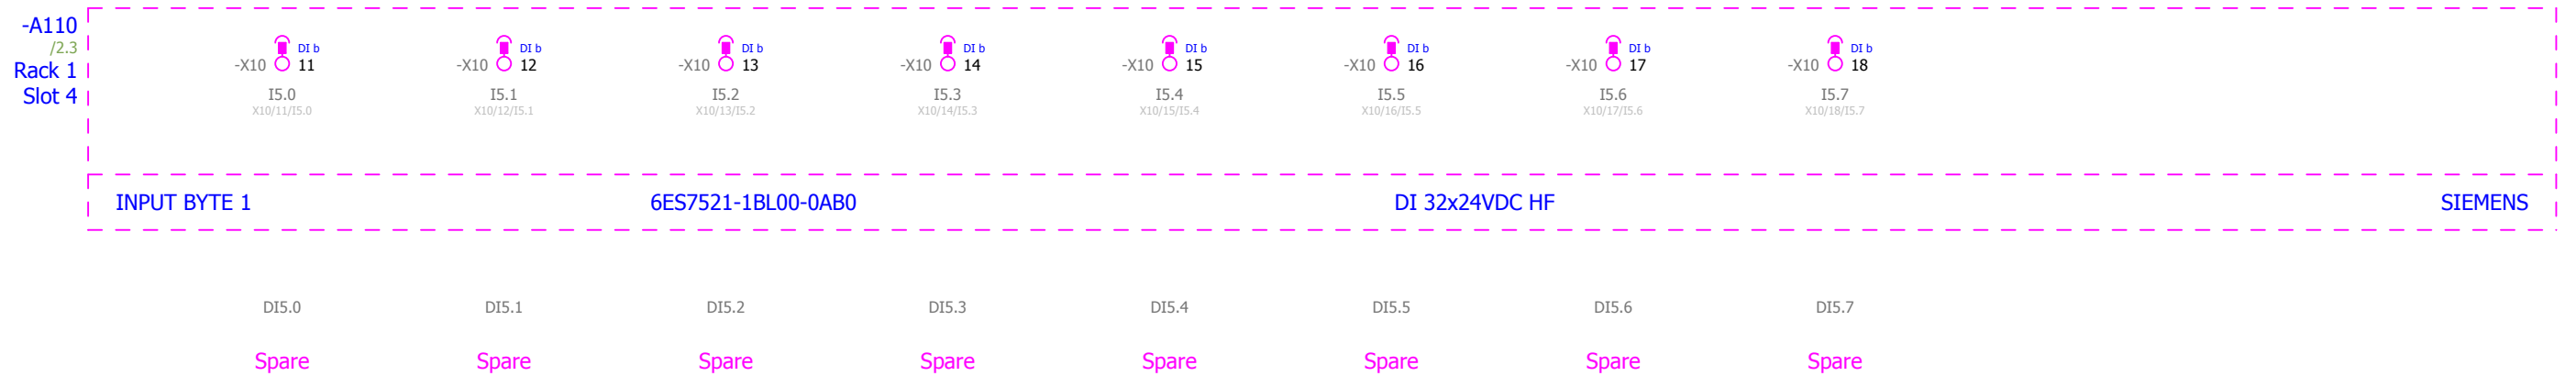 -A110
/2.3
Rack 1
Slot 4
DI b DI b DI b DI b DI b DI b DI b DI b
-X10 11 -X10 12 -X10 13 -X10 14 -X10 15 -X10 16 -X10 17 -X10 18
I5.0 I5.1 I5.2 I5.3 I5.4 I5.5 I5.6 I5.7
X10/11/I5.0 X10/12/I5.1 X10/13/I5.2 X10/14/I5.3 X10/15/I5.4 X10/16/I5.5 X10/17/I5.6 X10/18/I5.7
INPUT BYTE 1 6ES7521-1BL00-0AB0 DI 32x24VDC HF SIEMENS
DI5.0 DI5.1 DI5.2 DI5.3 DI5.4 DI5.5 DI5.6 DI5.7
Spare Spare Spare Spare Spare Spare Spare Spare